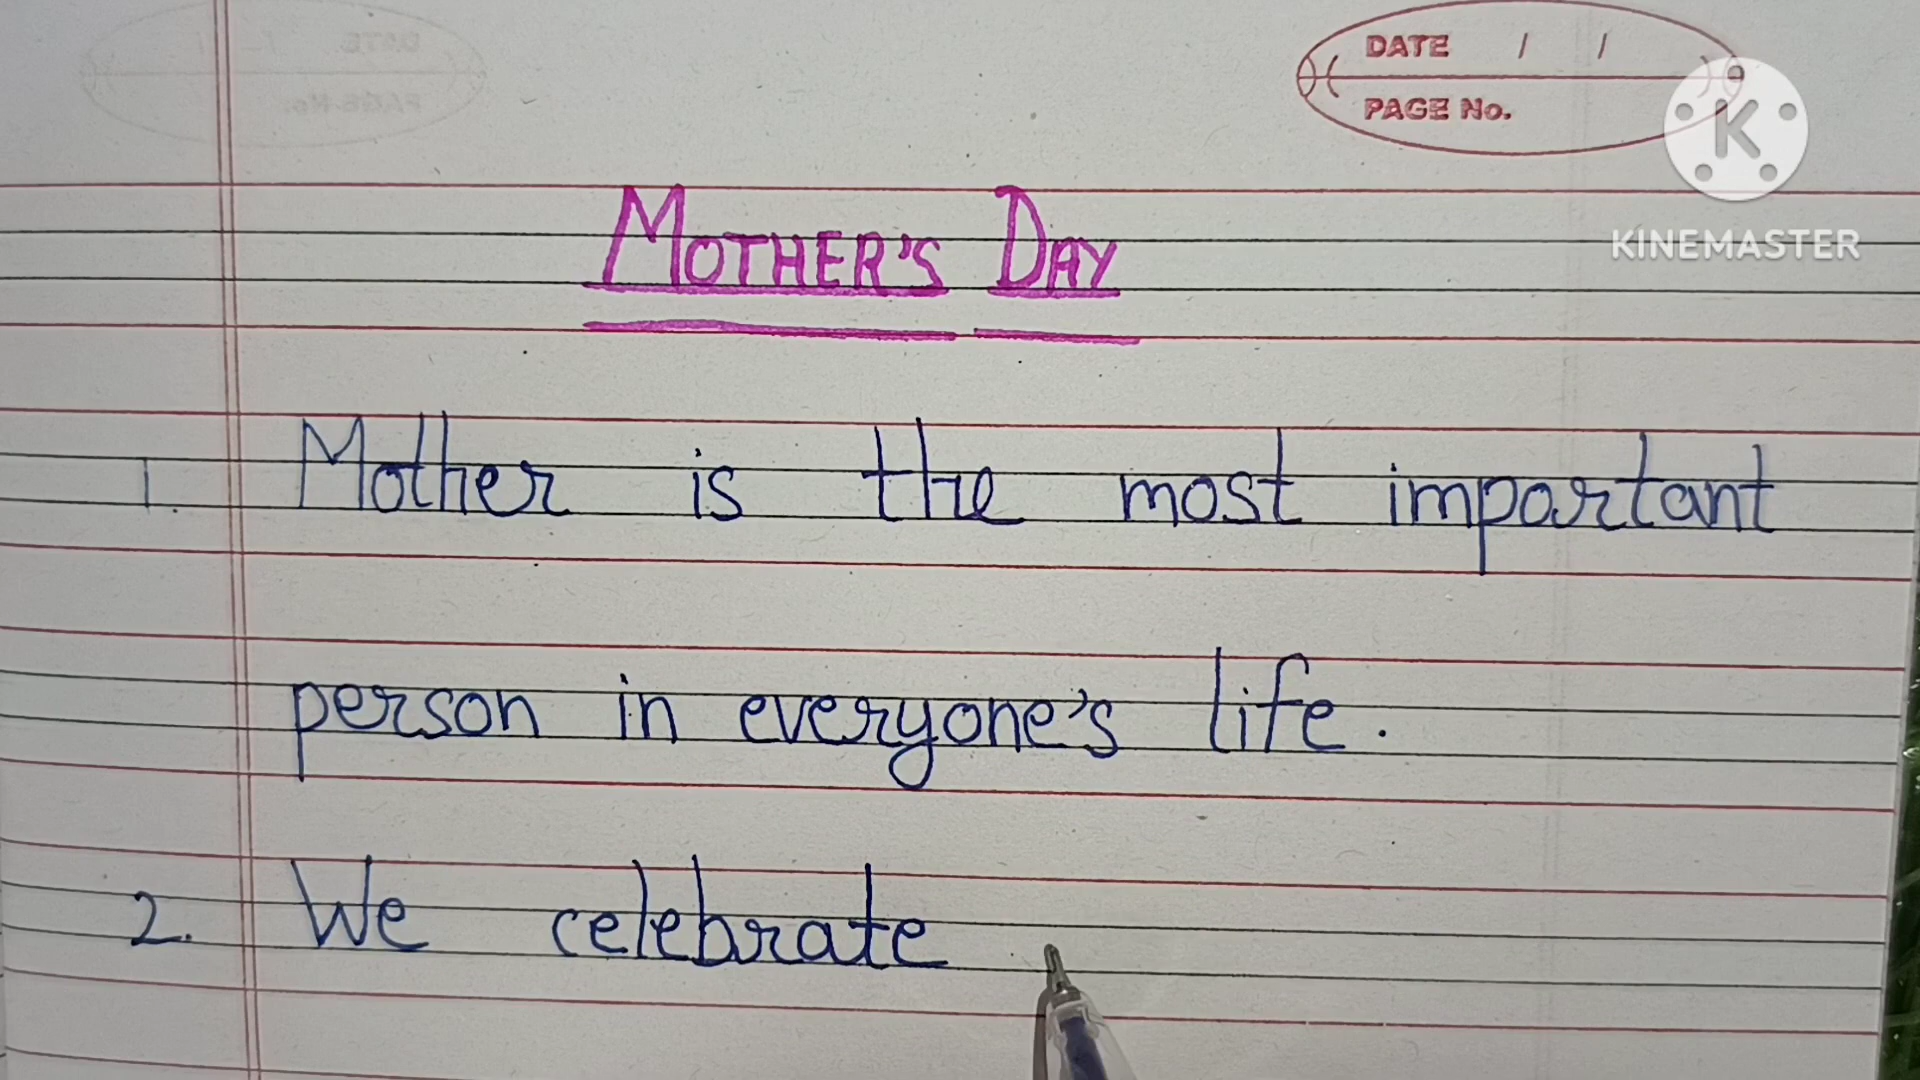 DATE / /
PAGE No.
KINEMASTER
MOTHER'S DAY
1. Mother is the most important
person in everyone's life.
2. We celebrate